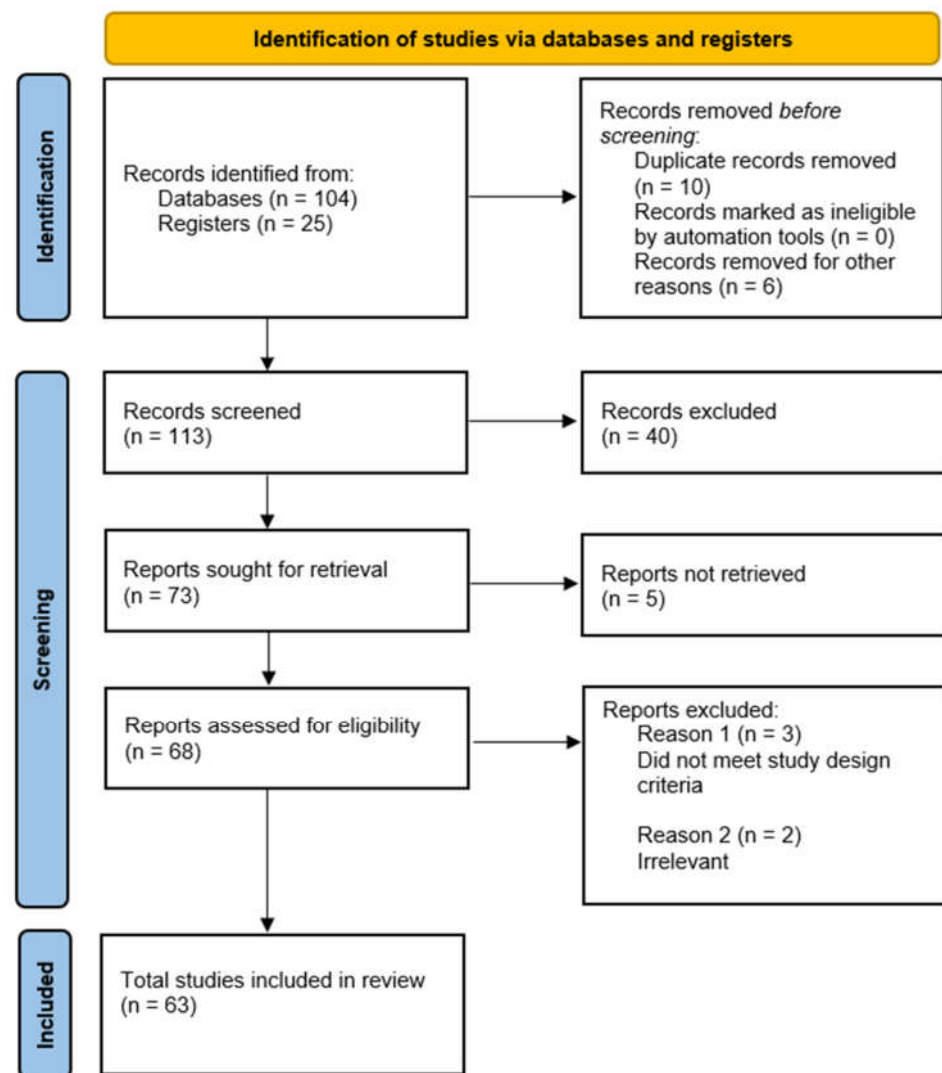 Identification of studies via databases and registers
Identification
Records identified from:
Databases (n = 104)
Registers (n = 25)
Records removed before
screening:
Duplicate records removed
(n = 10)
Records marked as ineligible
by automation tools (n = 0)
Records removed for other
reasons (n = 6)
Screening
Records screened
(n = 113)
Records excluded
(n = 40)
Reports sought for retrieval
(n = 73)
Reports not retrieved
(n = 5)
Reports assessed for eligibility
(n = 68)
Reports excluded:
Reason 1 (n = 3)
Did not meet study design
criteria
Reason 2 (n = 2)
Irrelevant
Included
Total studies included in review
(n = 63)